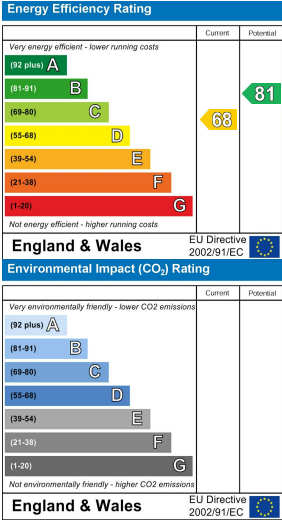 Energy Efficiency Rating
Current Potential
Very energy efficient - lower running costs
(92 plus) A
(81-91) B
(69-80) C
(55-68) D
(39-54) E
(21-38) F
(1-20) G
68
81
Not energy efficient - higher running costs
England & Wales
EU Directive
2002/91/EC
Environmental Impact (CO2) Rating
Current Potential
Very environmentally friendly - lower CO2 emissions
(92 plus) A
(81-91) B
(69-80) C
(55-68) D
(39-54) E
(21-38) F
(1-20) G
Not environmentally friendly - higher CO2 emissions
England & Wales
EU Directive
2002/91/EC